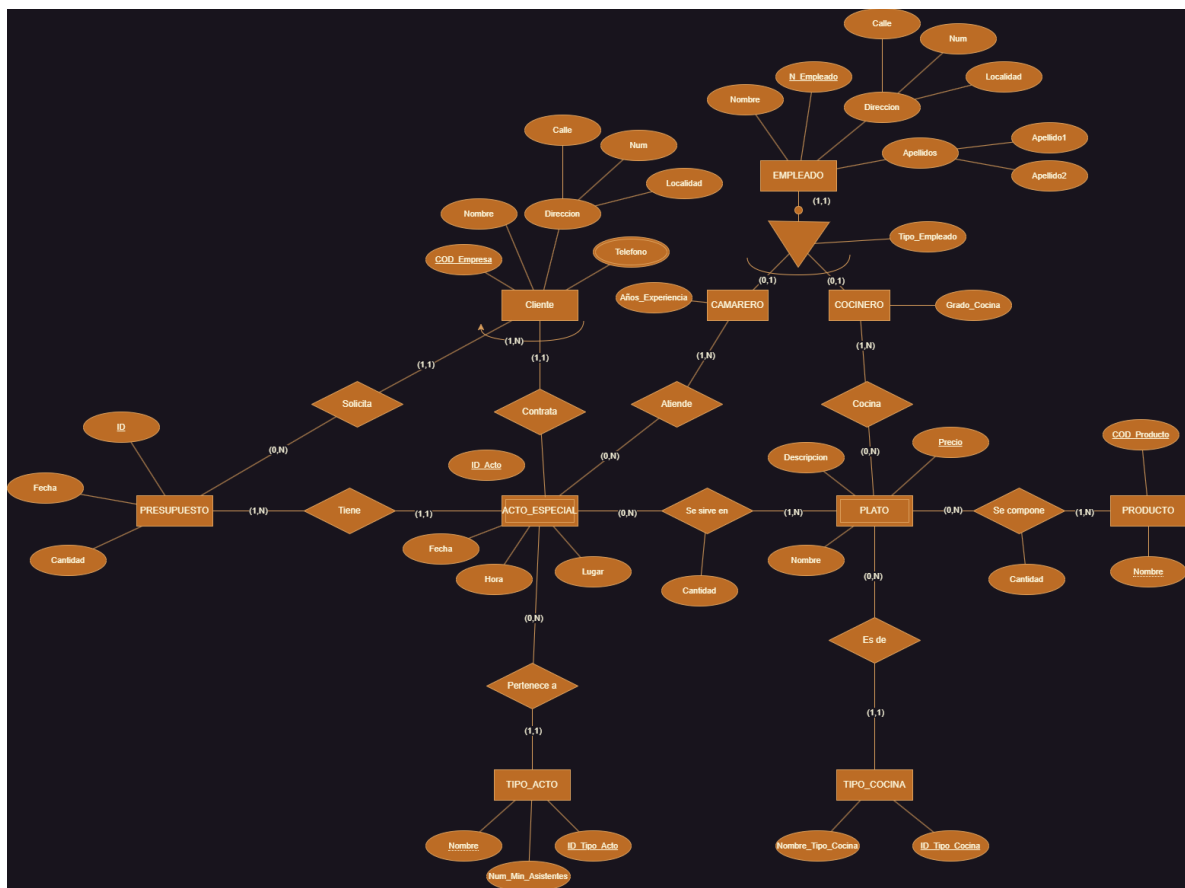 Calle
Num
N_Empleado
Localidad
Nombre
Direccion
Calle
Apellido1
Num
Apellidos
EMPLEADO
Apellido2
Localidad
(1,1)
Nombre
Direccion
Tipo_Empleado
Telefono
COD_Empresa
(0,1)
(0,1)
Años_Experiencia
Cliente
CAMARERO
COCINERO
Grado_Cocina
(1,N)
(1,N)
(1,N)
(1,1)
(1,1)
Solicita
Contrata
Atiende
Cocina
ID
COD_Producto
Precio
(0,N)
Descripcion
(0,N)
(0,N)
ID_Acto
Fecha
PRESUPUESTO
(1,N)
Tiene
(1,1)
ACTO_ESPECIAL
(0,N)
Se sirve en
(1,N)
PLATO
(0,N)
Se compone
(1,N)
PRODUCTO
Fecha
Cantidad
Nombre
Lugar
Nombre
Hora
Cantidad
Cantidad
(0,N)
(0,N)
Es de
Pertenece a
(1,1)
(1,1)
TIPO_ACTO
TIPO_COCINA
Nombre
ID_Tipo_Acto
Nombre_Tipo_Cocina
ID_Tipo_Cocina
Num_Min_Asistentes